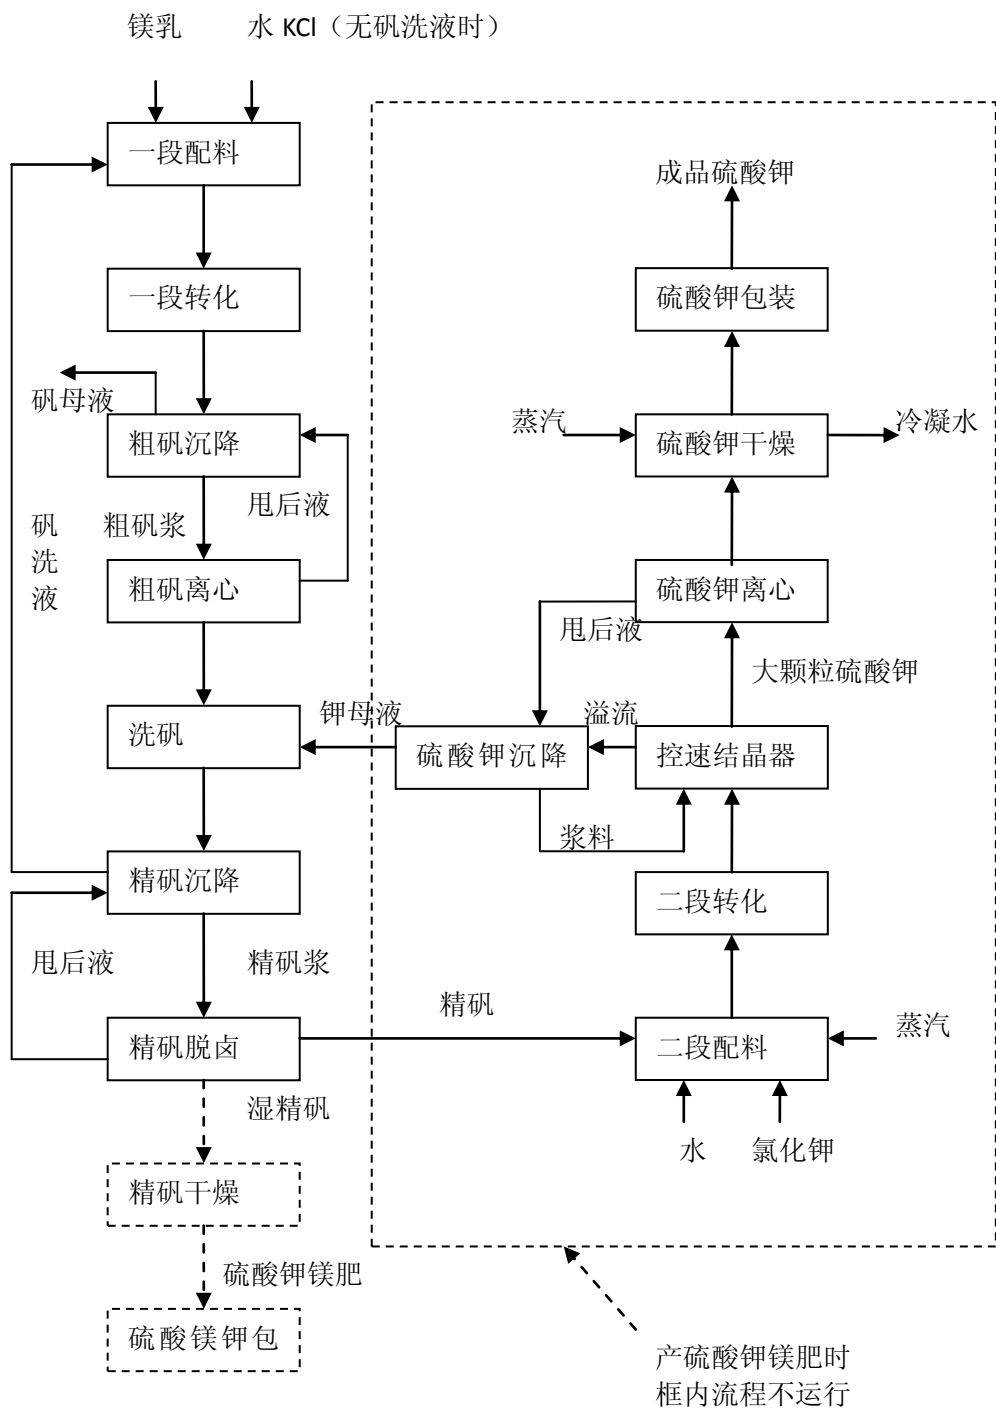 镁乳
水 KCl（无矾洗液时）
一段配料
成品硫酸钾
一段转化
硫酸钾包装
矾母液
粗矾沉降
蒸汽
硫酸钾干燥
冷凝水
甩后液
矾
洗
液
粗矾浆
粗矾离心
硫酸钾离心
甩后液
大颗粒硫酸钾
洗矾
钾母液
硫酸钾沉降
溢流
控速结晶器
浆料
精矾沉降
二段转化
甩后液
精矾浆
精矾
精矾脱卤
二段配料
蒸汽
湿精矾
水
氯化钾
精矾干燥
硫酸钾镁肥
硫酸镁钾包
产硫酸钾镁肥时
框内流程不运行